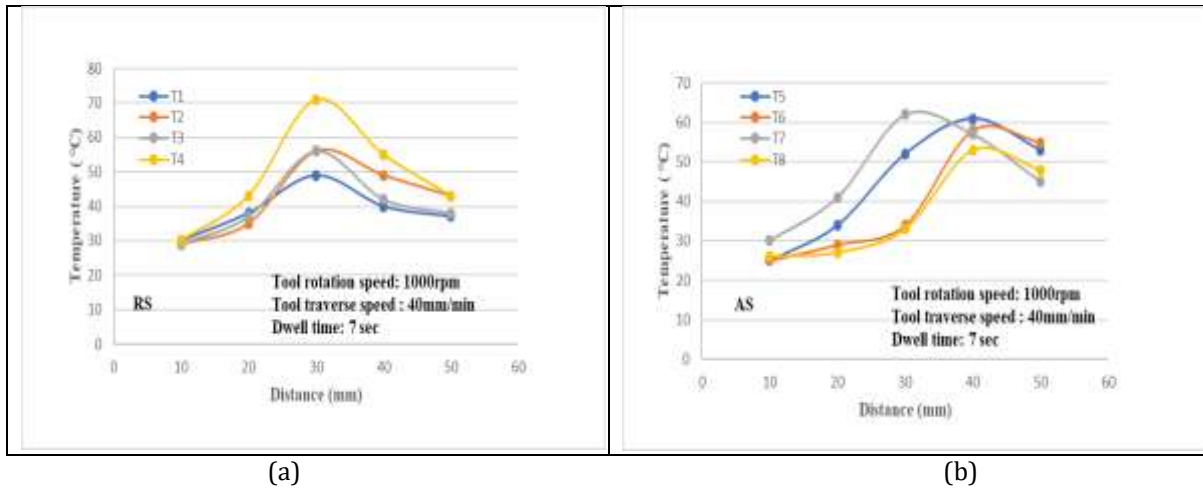 80
70
60
50
40
30
20
10
0
Temperature ( °C)
T1
T2
T3
T4
RS
Tool rotation speed: 1000rpm
Tool traverse speed : 40mm/min
Dwell time: 7 sec
0 10 20 30 40 50 60
Distance (mm)
(a)
70
60
50
40
30
20
10
0
Temperature ( °C)
T5
T6
T7
T8
AS
Tool rotation speed: 1000rpm
Tool traverse speed : 40mm/min
Dwell time: 7 sec
0 10 20 30 40 50 60
Distance (mm)
(b)